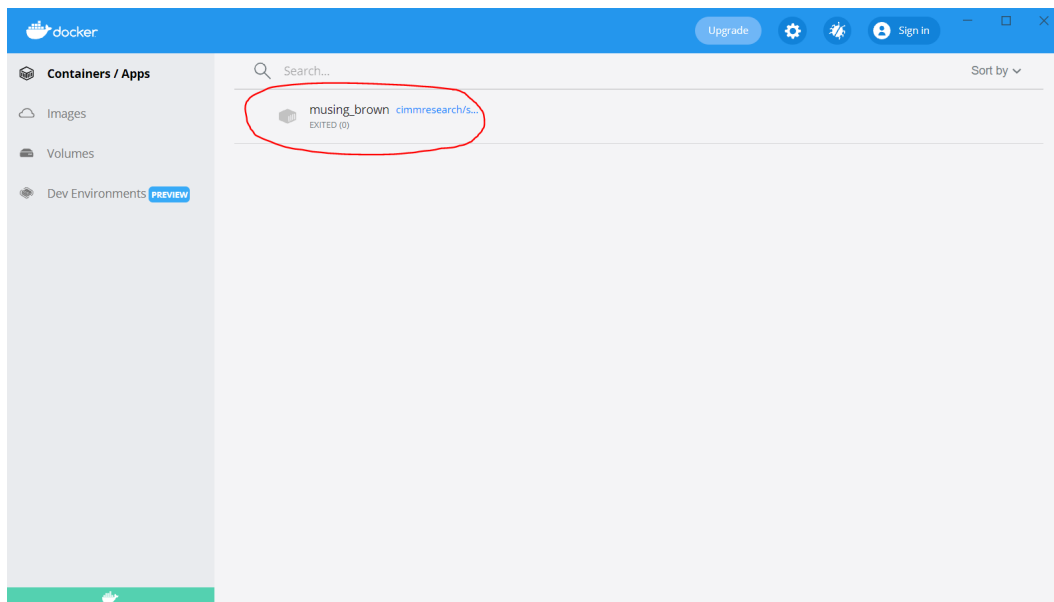 docker
Upgrade
Sign in
Containers / Apps
Images
Volumes
Dev Environments PREVIEW
Search...
Sort by
musing_brown cimmresearch/s...
EXITED (0)